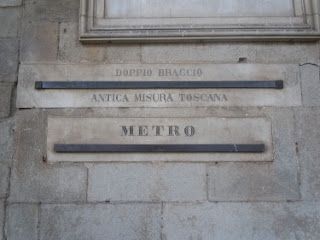 DOPPIO BRACCIO
ANTICA MISURA TOSCANA
METRO